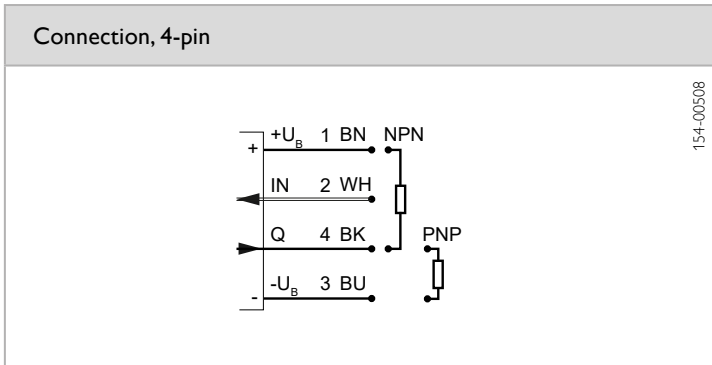 Connection, 4-pin
154-00508
+U_B 1 BN NPN
+
IN 2 WH
Q 4 BK PNP
-U_B 3 BU
-